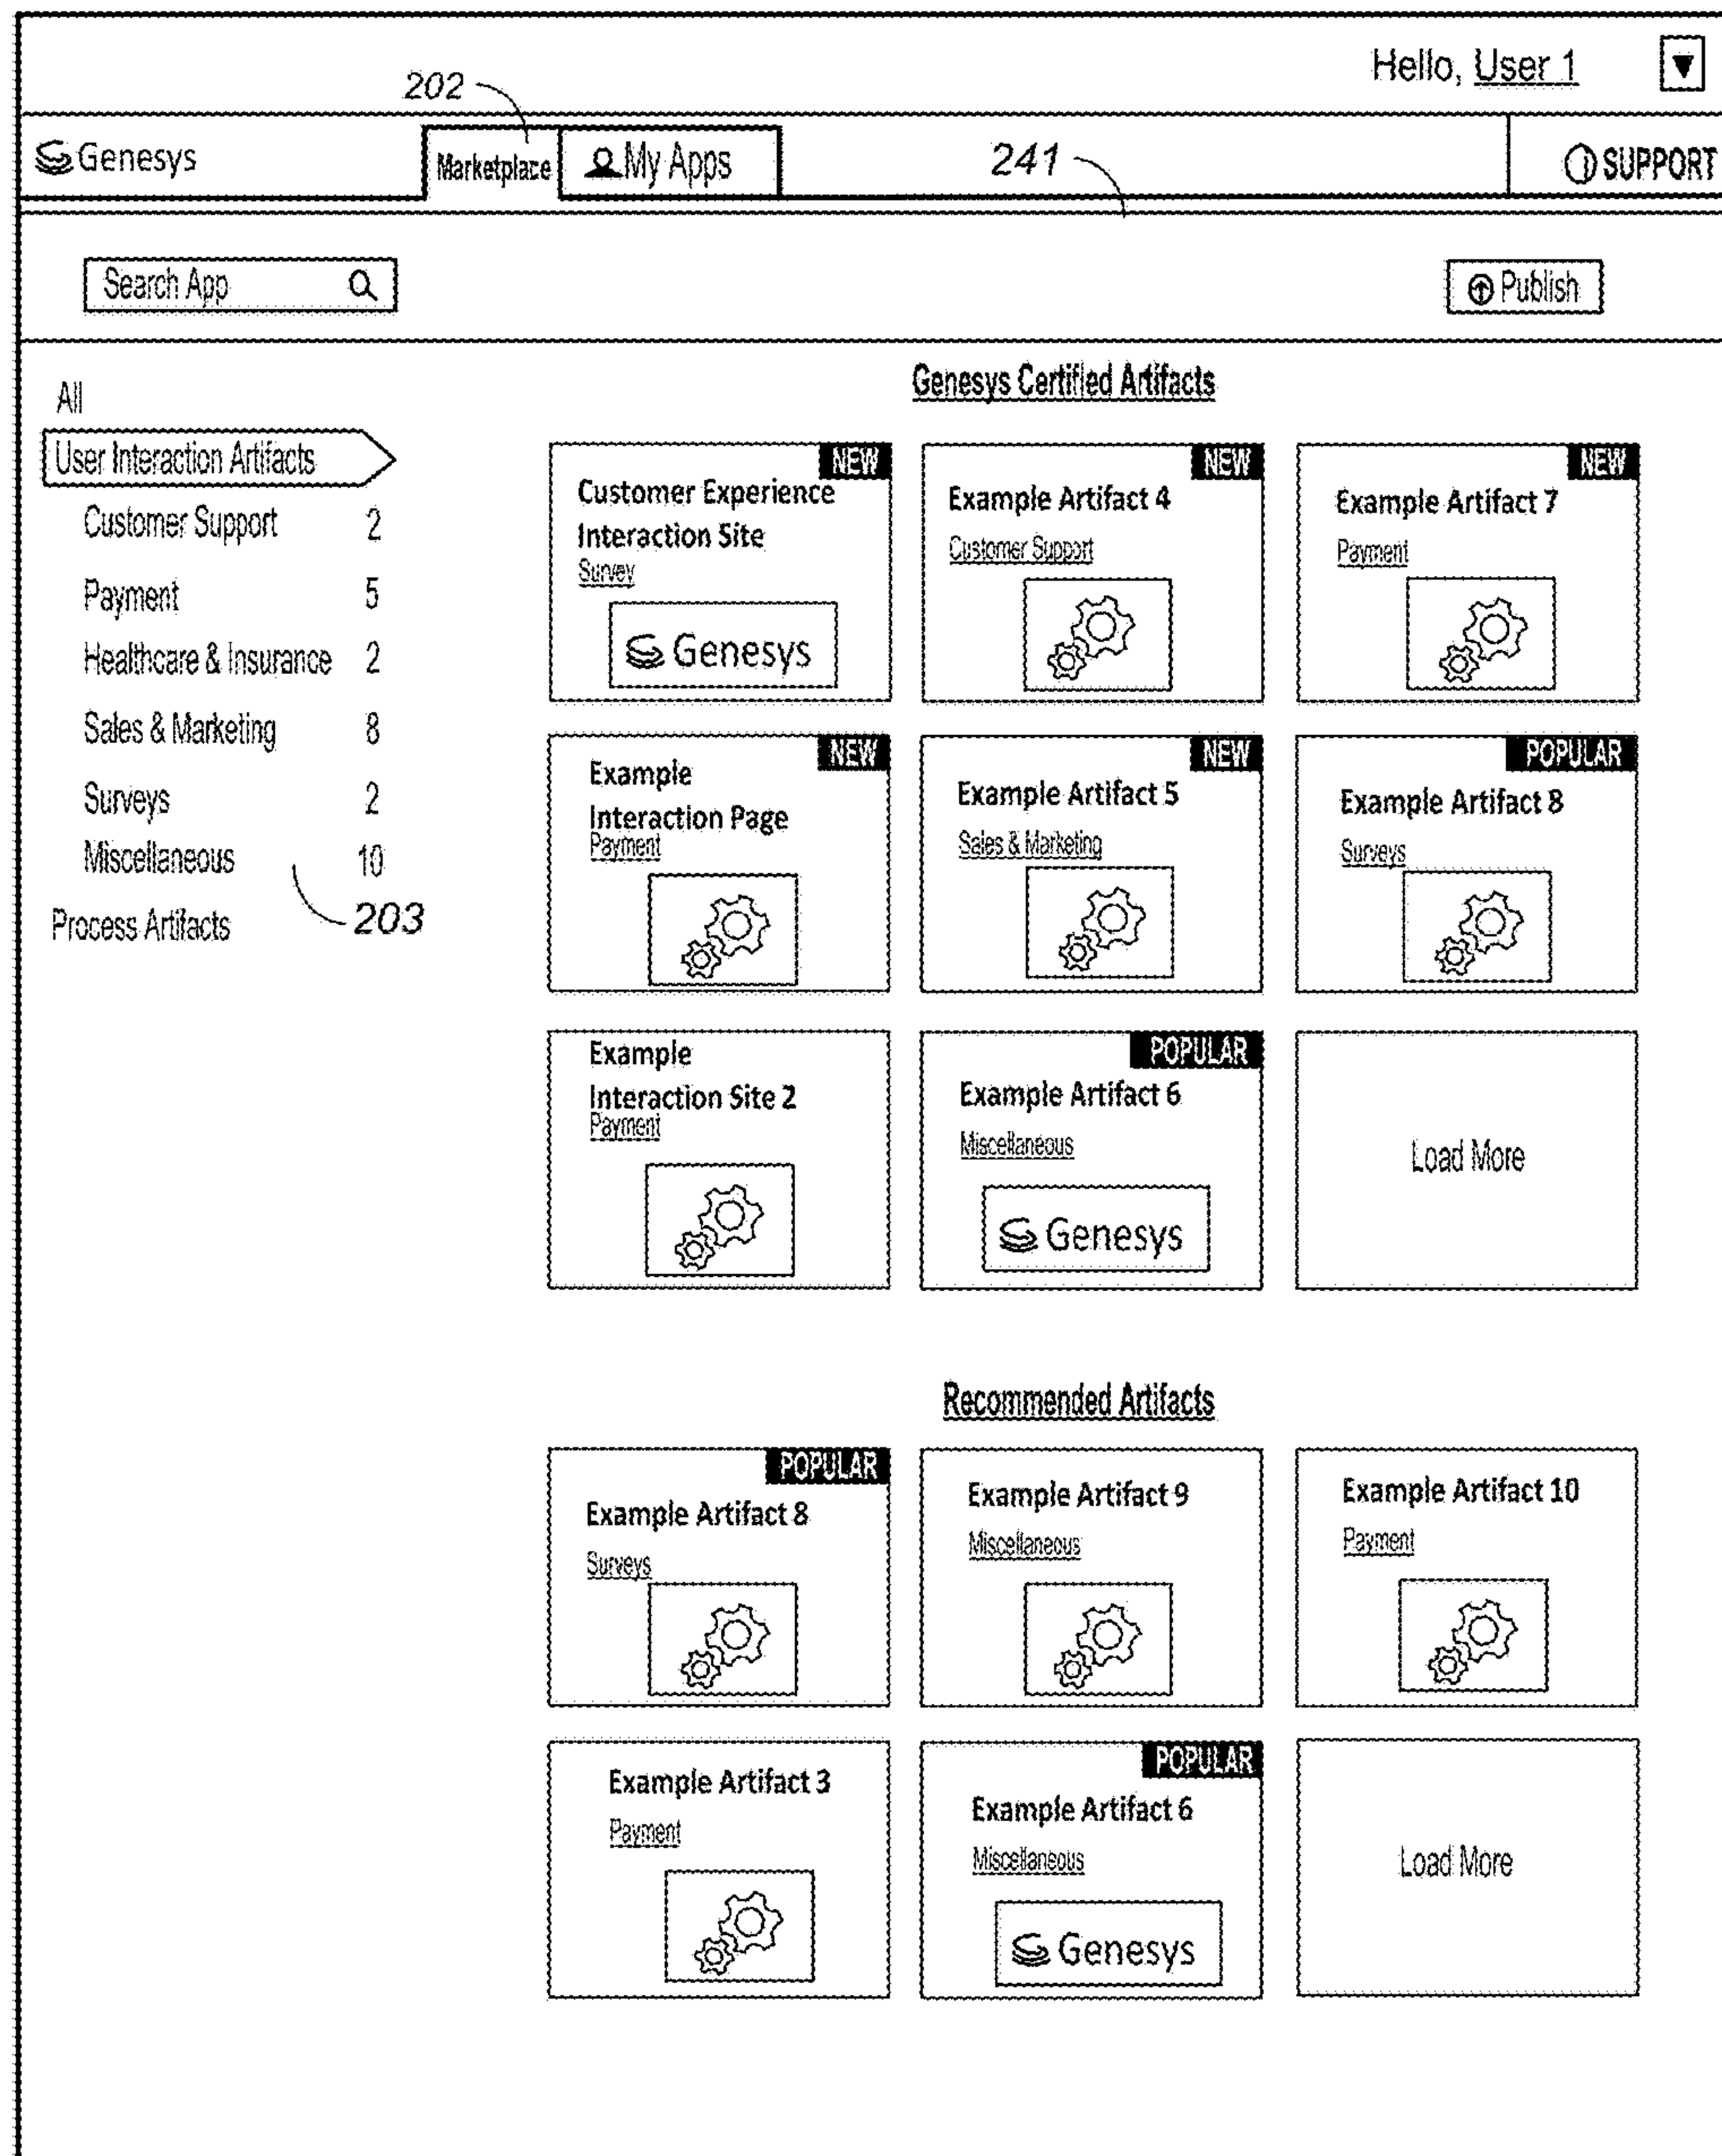 Hello, User 1
202
Genesys
Marketplace
My Apps
241
SUPPORT
Search App
Publish
All
User Interaction Artifacts
Customer Support 2
Payment 5
Healthcare & Insurance 2
Sales & Marketing 8
Surveys 2
Miscellaneous 10
203
Process Artifacts
Genesys Certified Artifacts
NEW
Customer Experience
Interaction Site
Survey
Genesys
NEW
Example Artifact 4
Customer Support
NEW
Example Artifact 7
Payment
NEW
Example
Interaction Page
Payment
NEW
Example Artifact 5
Sales & Marketing
POPULAR
Example Artifact 8
Surveys
Example
Interaction Site 2
Payment
POPULAR
Example Artifact 6
Miscellaneous
Genesys
Load More
Recommended Artifacts
POPULAR
Example Artifact 8
Surveys
Example Artifact 9
Miscellaneous
Example Artifact 10
Payment
Example Artifact 3
Payment
POPULAR
Example Artifact 6
Miscellaneous
Genesys
Load More